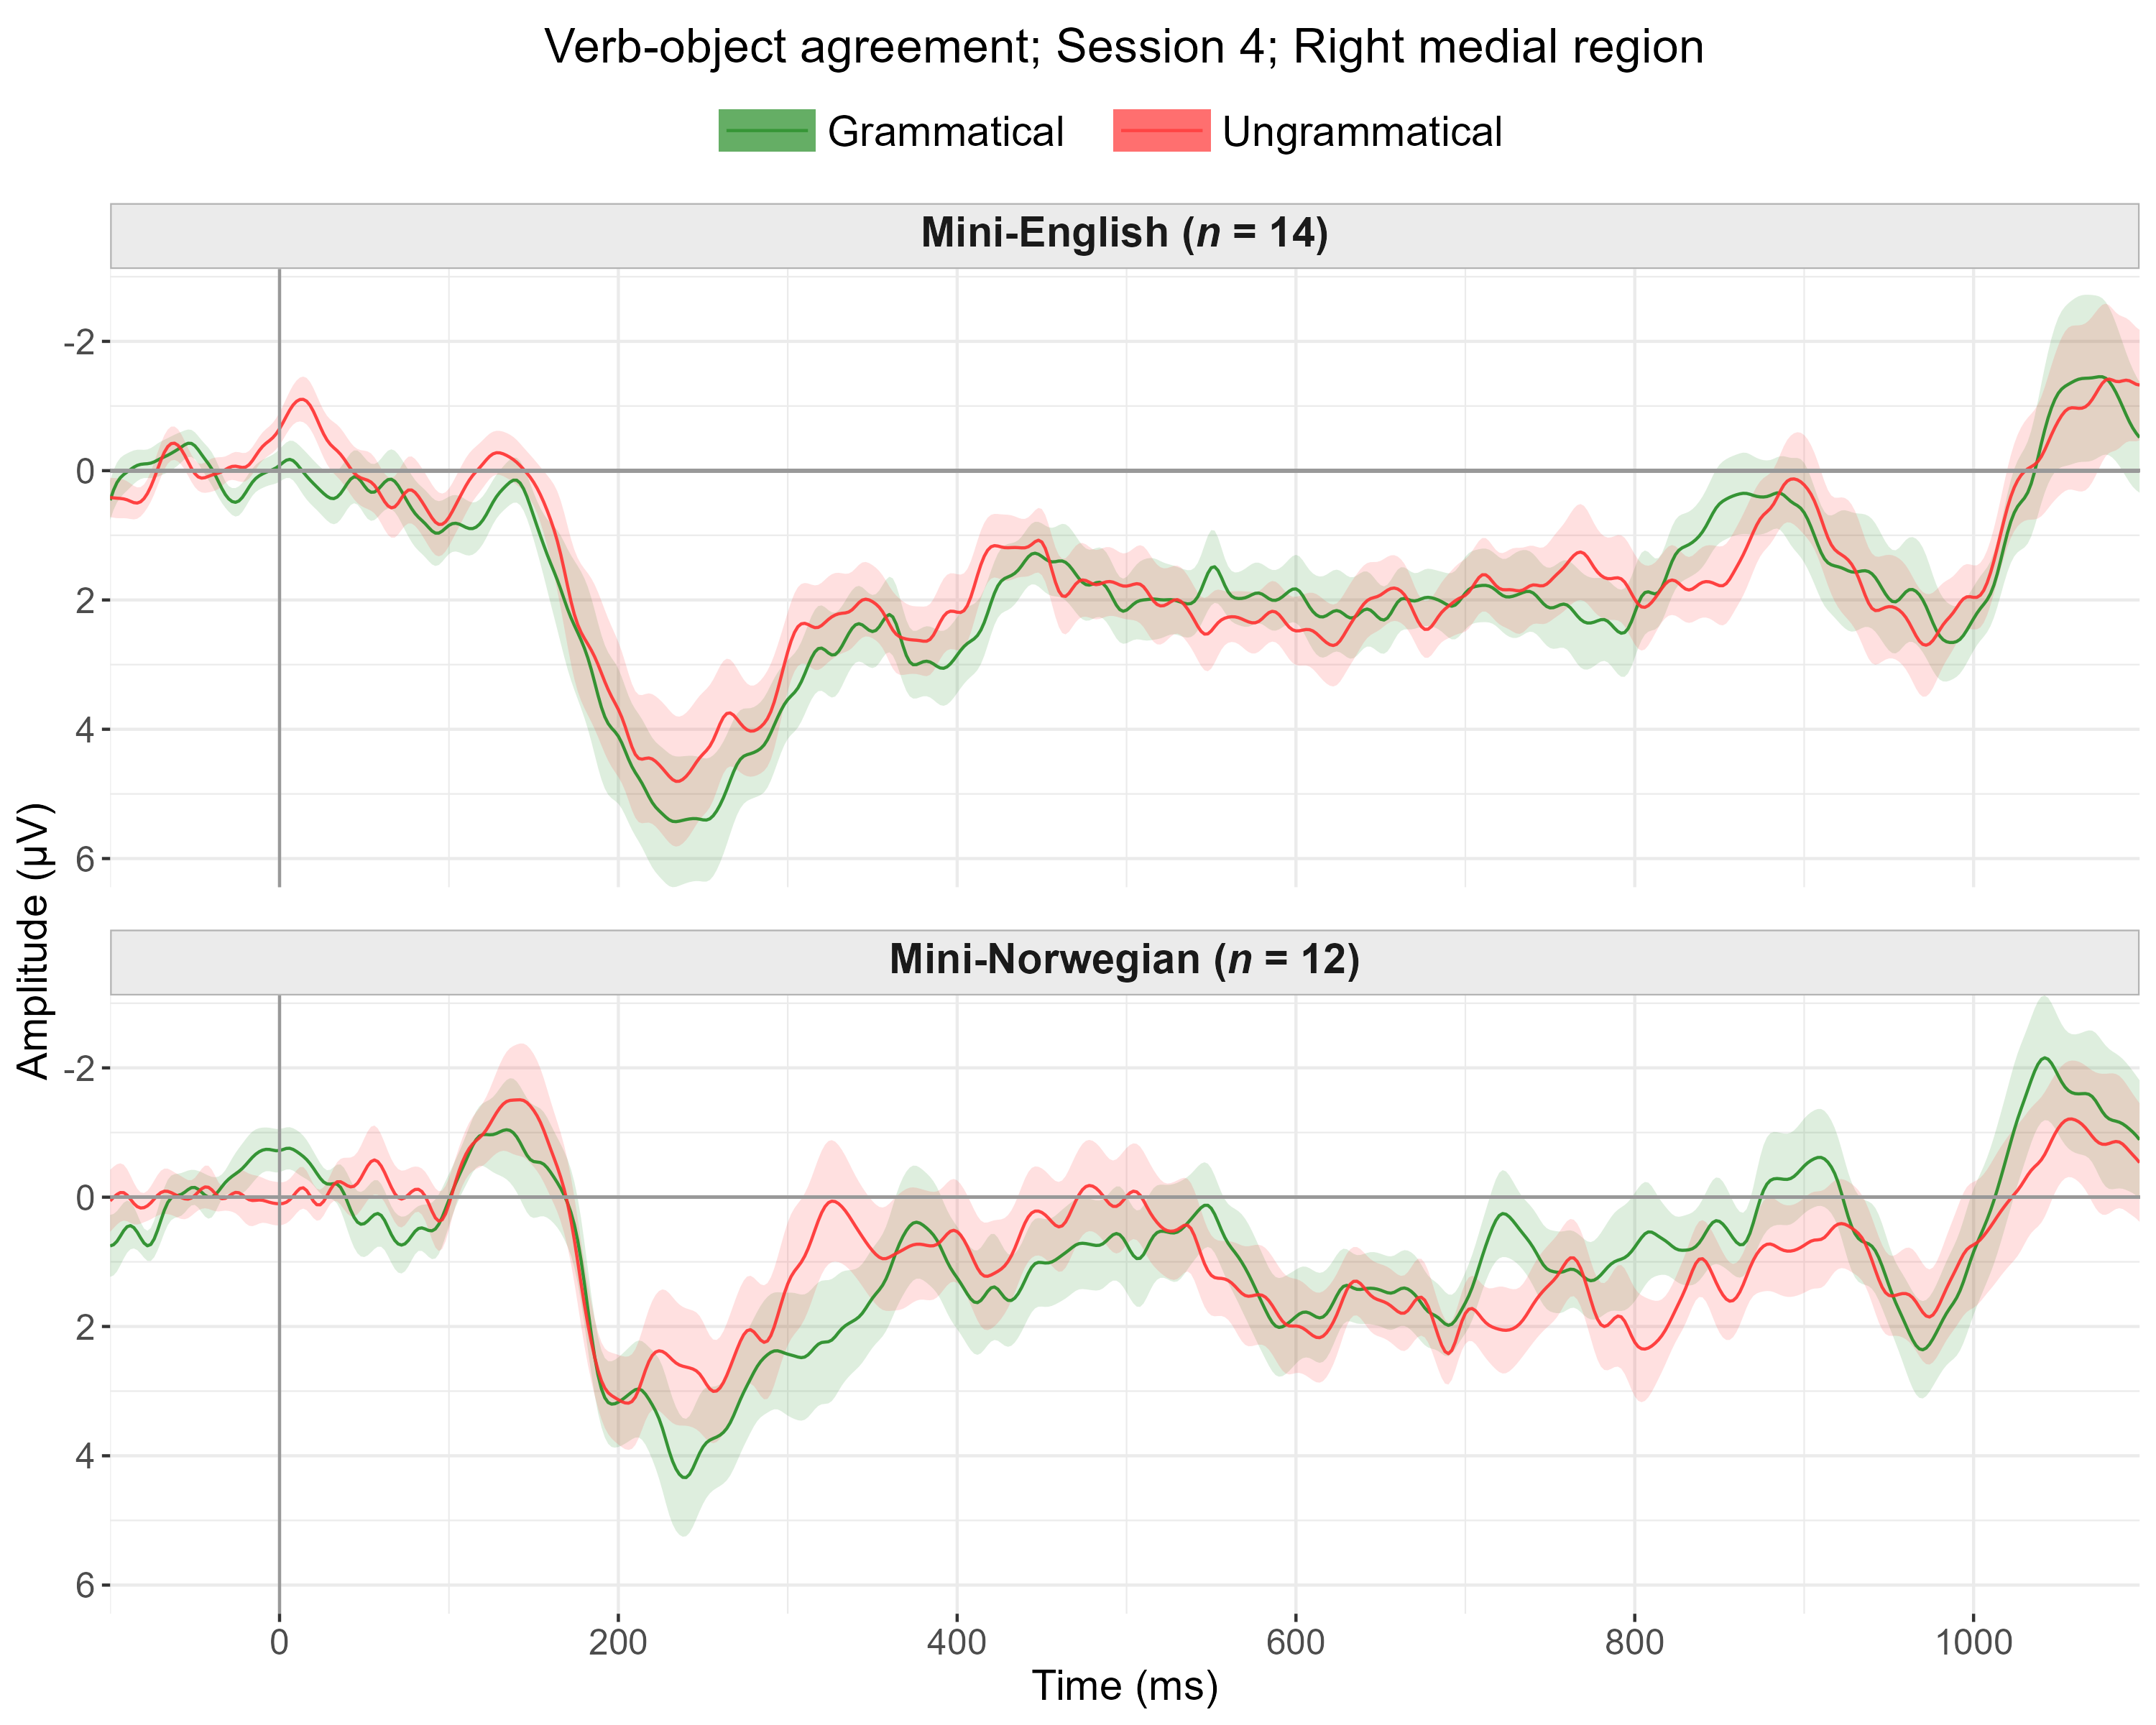 Verb-object agreement; Session 4; Right medial region
Grammatical
Ungrammatical
Mini-English (n = 14)
-2
0
2
4
6
Amplitude (µV)
Mini-Norwegian (n = 12)
-2
0
2
4
6
0 200 400 600 800 1000
Time (ms)